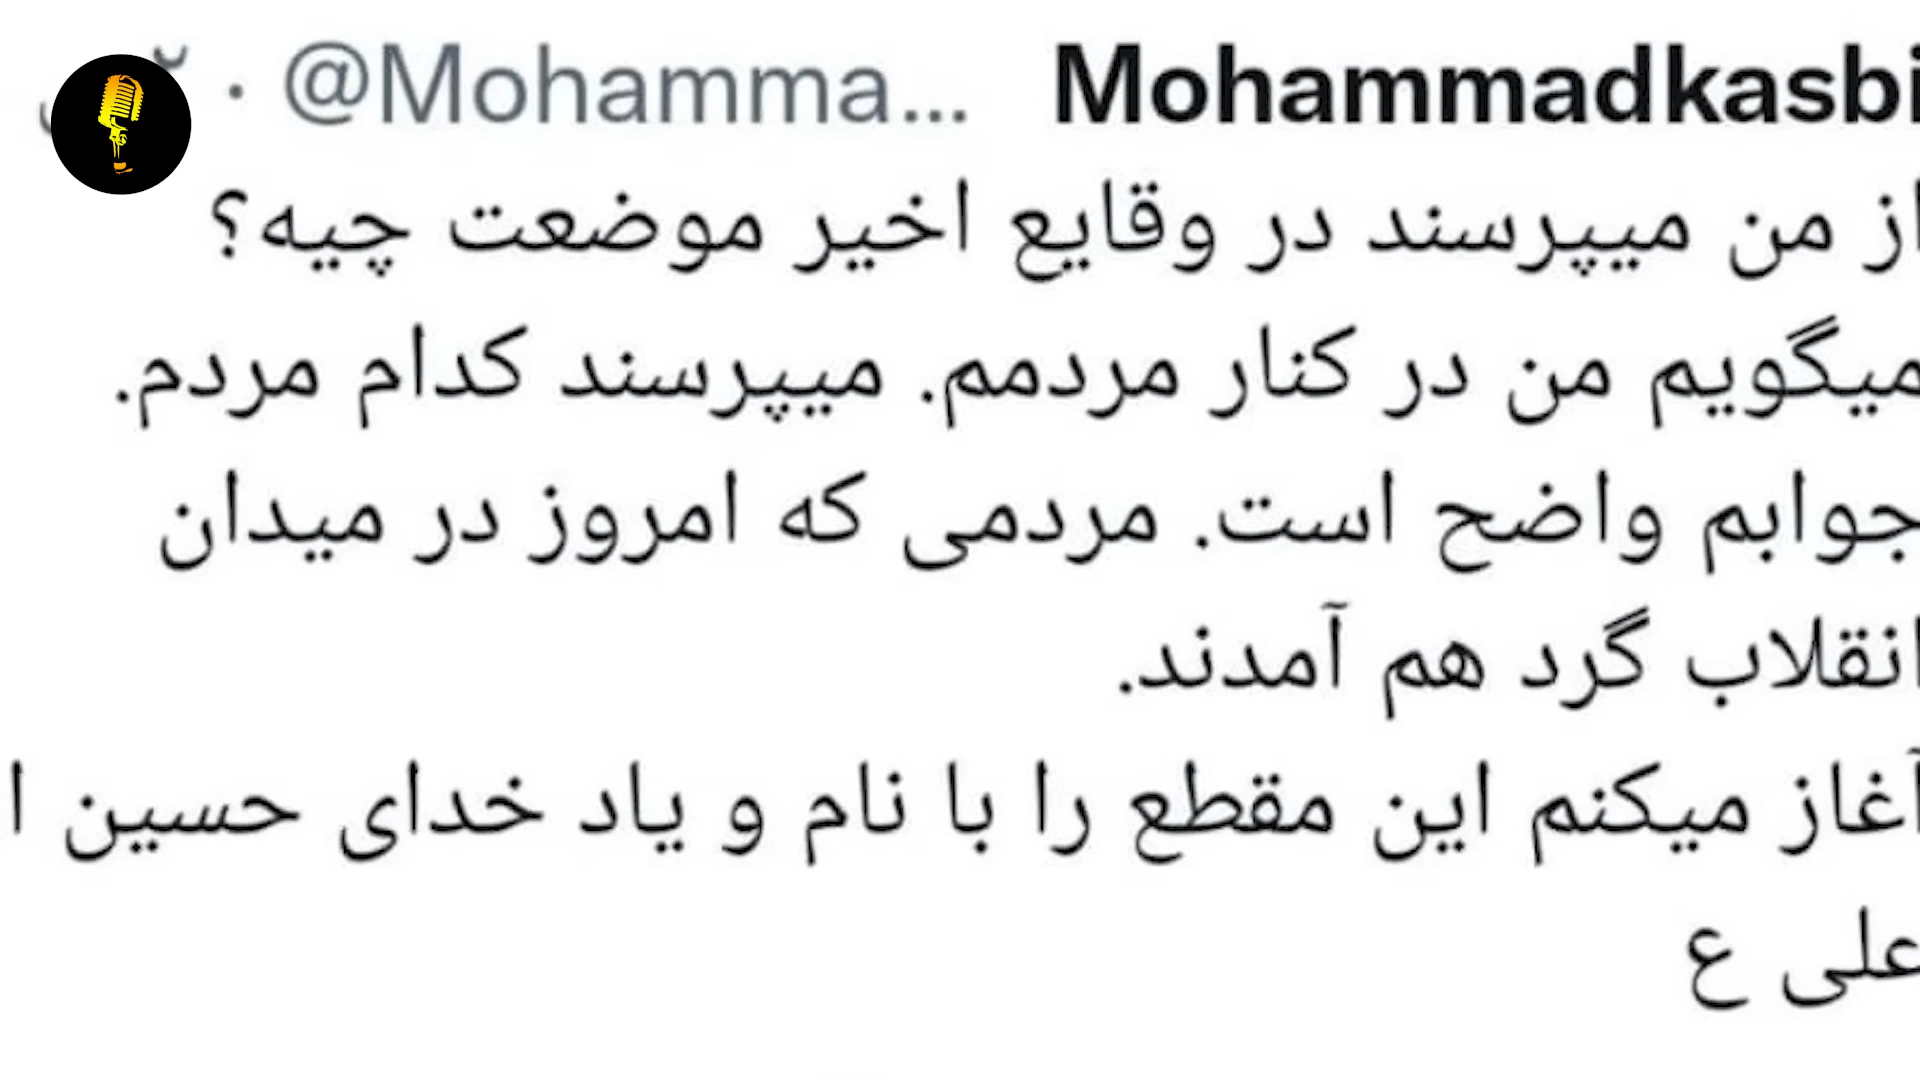 Mohammadkasbi @Mohamma... ·
از من میپرسند در وقایع اخیر موضعت چیه؟
میگویم من در کنار مردمم. میپرسند کدام مردم.
جوابم واضح است. مردمی که امروز در میدان
انقلاب گرد هم آمدند.
آغاز میکنم این مقطع را با نام و یاد خدای حسین ا
علی ع